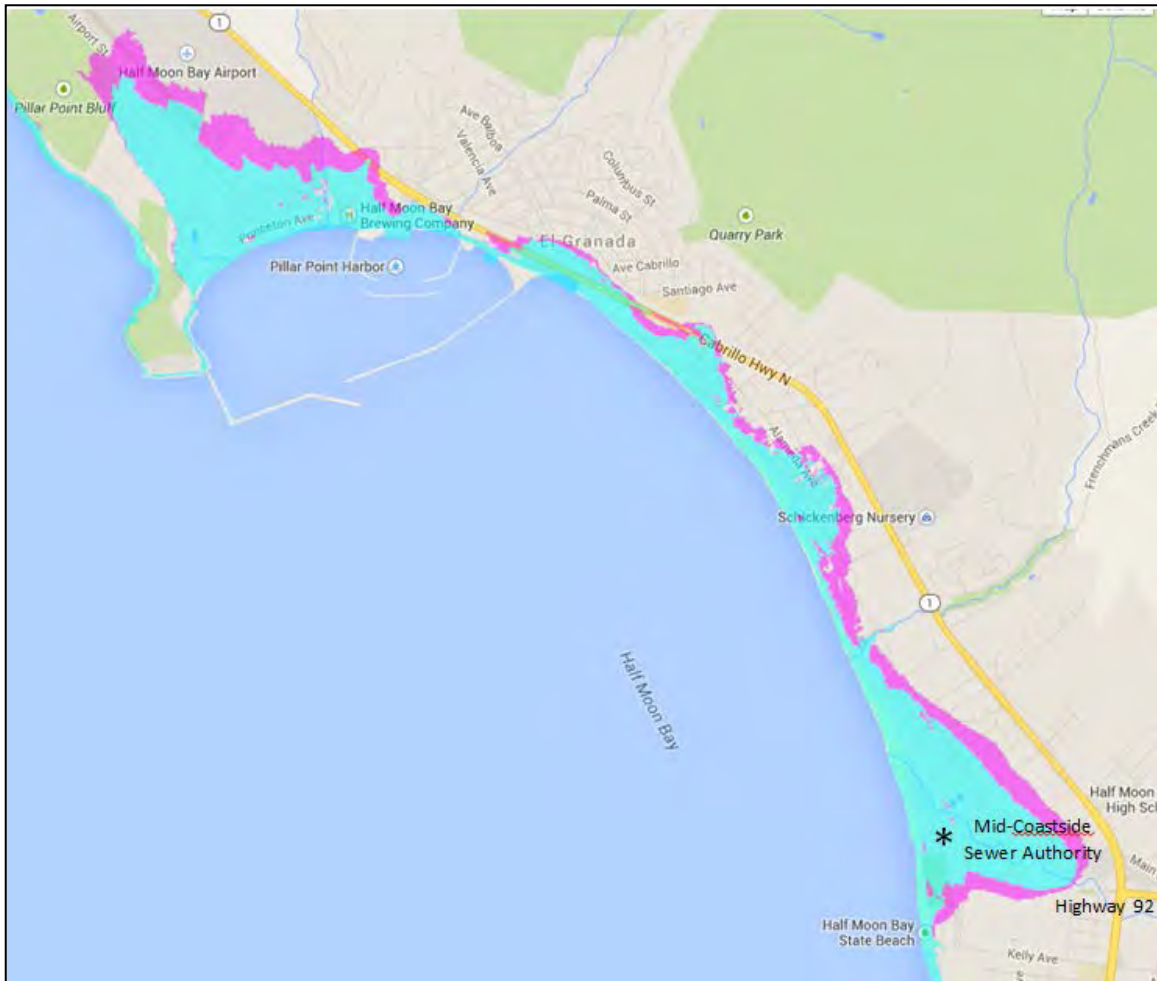 1
Airport St
Half Moon Bay Airport
Pillar Point Bluff
Ave Balboa
Valencia Ave
Columbus St
Palma St
Half Moon Bay
Brewing Company
El Granada
Quarry Park
Pillar Point Harbor
Ave Cabrillo
Santiago Ave
Cabrillo Hwy N
Alameda Ave
Frenchmans Creek
Schickenberg Nursery
1
Half Moon Bay
Half Moon
High Sc
Mid-Coastside
Sewer Authority
*
Main
Highway 92
Half Moon Bay
State Beach
Kelly Ave